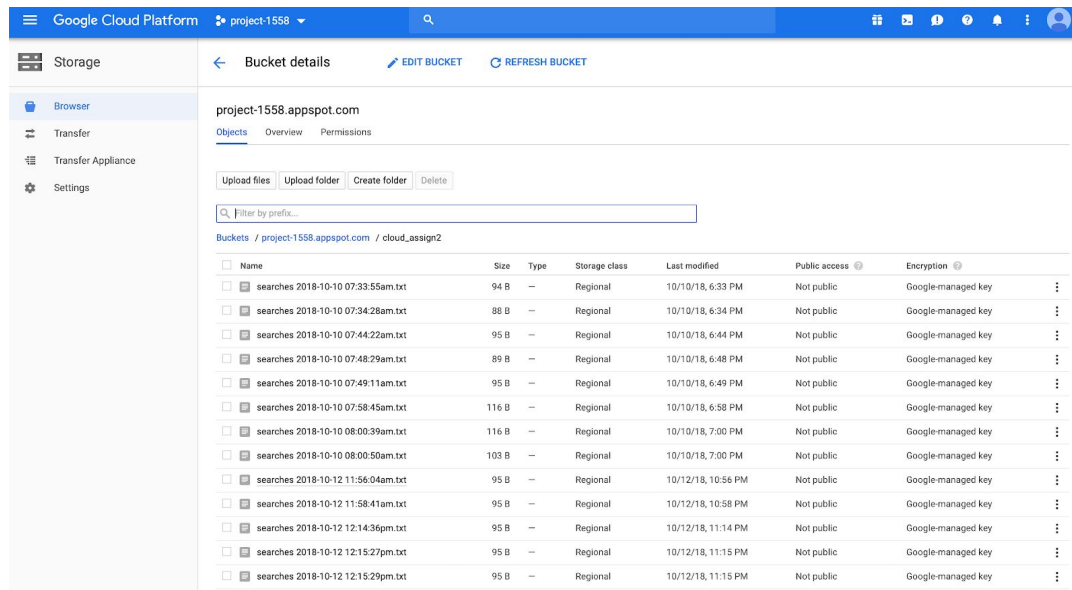 Google Cloud Platform project-1558
Storage
Bucket details EDIT BUCKET REFRESH BUCKET
Browser
Transfer
Transfer Appliance
Settings
project-1558.appspot.com
Objects Overview Permissions
Upload files Upload folder Create folder Delete
Filter by prefix...
Buckets / project-1558.appspot.com / cloud_assign2
Name Size Type Storage class Last modified Public access Encryption
searches 2018-10-10 07:33:55am.txt 94 B — Regional 10/10/18, 6:33 PM Not public Google-managed key
searches 2018-10-10 07:34:28am.txt 88 B — Regional 10/10/18, 6:34 PM Not public Google-managed key
searches 2018-10-10 07:44:22am.txt 95 B — Regional 10/10/18, 6:44 PM Not public Google-managed key
searches 2018-10-10 07:48:29am.txt 89 B — Regional 10/10/18, 6:48 PM Not public Google-managed key
searches 2018-10-10 07:49:11am.txt 95 B — Regional 10/10/18, 6:49 PM Not public Google-managed key
searches 2018-10-10 07:58:45am.txt 116 B — Regional 10/10/18, 6:58 PM Not public Google-managed key
searches 2018-10-10 08:00:39am.txt 116 B — Regional 10/10/18, 7:00 PM Not public Google-managed key
searches 2018-10-10 08:00:50am.txt 103 B — Regional 10/10/18, 7:00 PM Not public Google-managed key
searches 2018-10-12 11:56:04am.txt 95 B — Regional 10/12/18, 10:56 PM Not public Google-managed key
searches 2018-10-12 11:58:41am.txt 95 B — Regional 10/12/18, 10:58 PM Not public Google-managed key
searches 2018-10-12 12:14:36pm.txt 95 B — Regional 10/12/18, 11:14 PM Not public Google-managed key
searches 2018-10-12 12:15:27pm.txt 95 B — Regional 10/12/18, 11:15 PM Not public Google-managed key
searches 2018-10-12 12:15:29pm.txt 95 B — Regional 10/12/18, 11:15 PM Not public Google-managed key